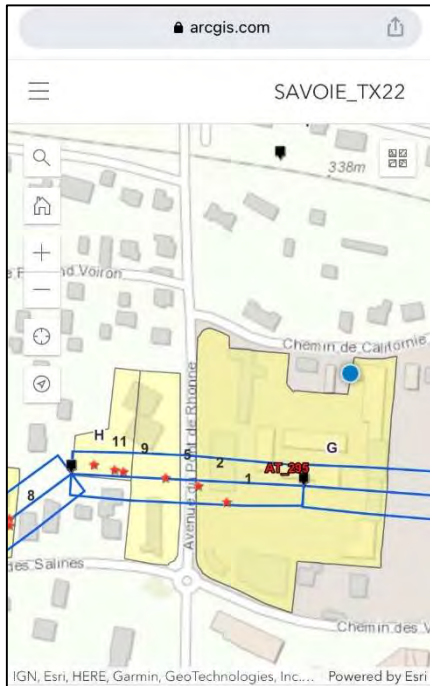 arcgis.com
SAVOIE_TX22
338m
d Voiron
Chemin de Californie
Avenue du Pont de Rhonne
H
11
9
5
2
1
G
AT_295
8
des Salines
Chemin des V
IGN, Esri, HERE, Garmin, GeoTechnologies, Inc.... Powered by Esri